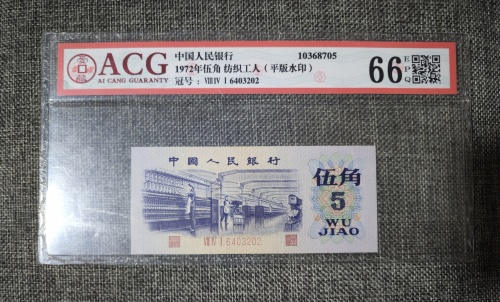 ACG
AI CANG GUARANTY
中国人民银行 10368705
1972年伍角 纺织工人（平版水印）
冠号：VIII IV I 6403202
66 EPQ
中國人民銀行
伍角
5
WU
JIAO
VIII IV I 6403202